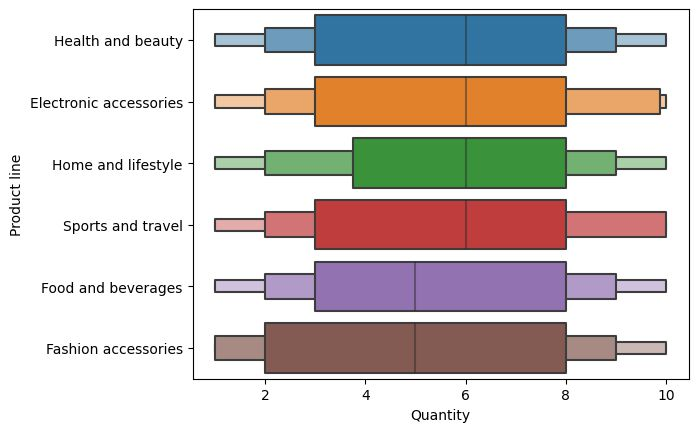 Product line
Health and beauty
Electronic accessories
Home and lifestyle
Sports and travel
Food and beverages
Fashion accessories
2 4 6 8 10
Quantity